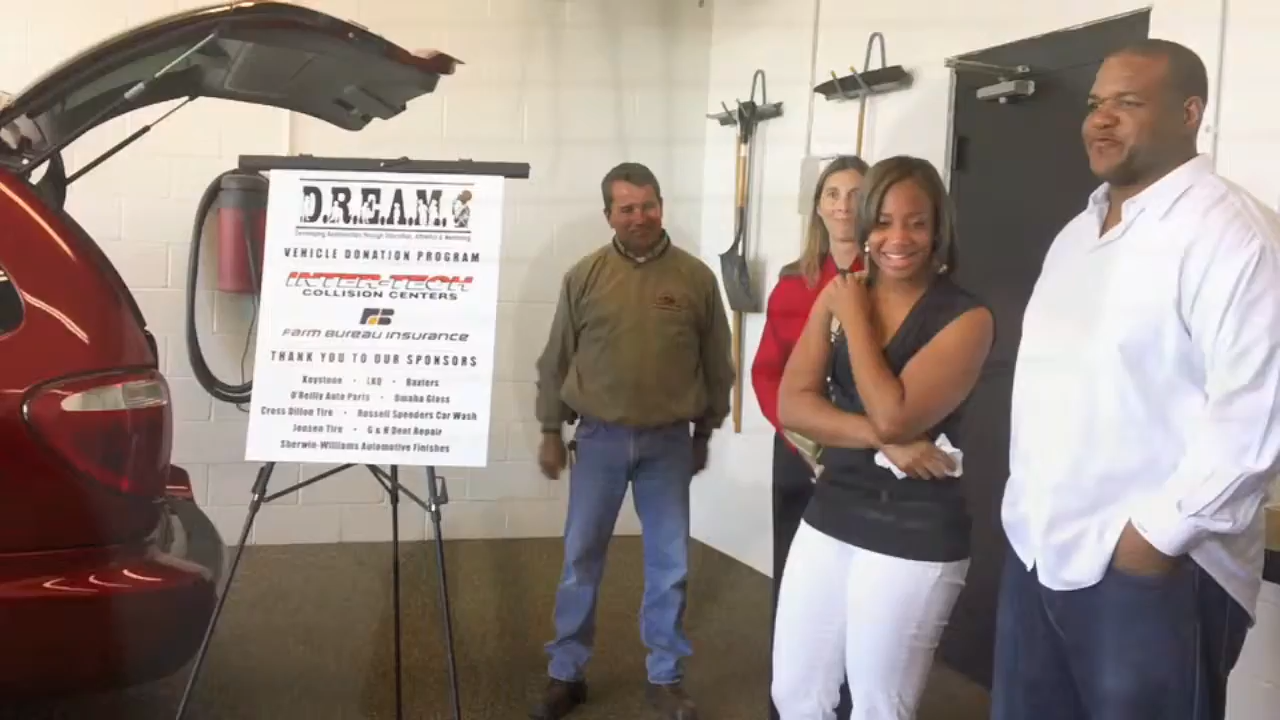 D.R.E.A.M.
Developing Relationships Through Education, Athletics & Mentoring
VEHICLE DONATION PROGRAM
INTER-TECH
COLLISION CENTERS
FARM BUREAU INSURANCE
THANK YOU TO OUR SPONSORS
Keystone · LKQ · Baxters
O'Reilly Auto Parts · Omaha Glass
Cross Dillon Tire · Russell Speeders Car Wash
Jensen Tire · G & H Dent Repair
Sherwin-Williams Automotive Finishes